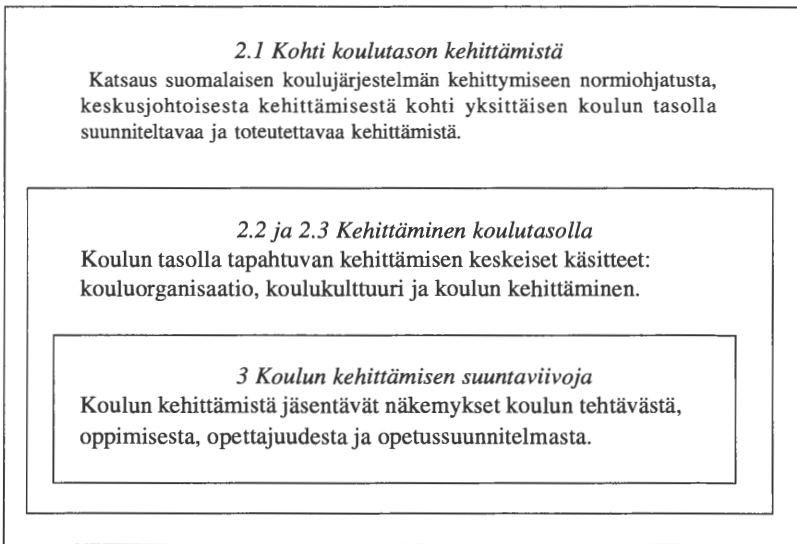 2.1 Kohti koulutason kehittämistä
Katsaus suomalaisen koulujärjestelmän kehittymiseen normiohjatusta,
keskusjohtoisesta kehittämisestä kohti yksittäisen koulun tasolla
suunniteltavaa ja toteutettavaa kehittämistä.
2.2 ja 2.3 Kehittäminen koulutasolla
Koulun tasolla tapahtuvan kehittämisen keskeiset käsitteet:
kouluorganisaatio, koulukulttuuri ja koulun kehittäminen.
3 Koulun kehittämisen suuntaviivoja
Koulun kehittämistä jäsentävät näkemykset koulun tehtävästä,
oppimisesta, opettajuudesta ja opetussuunnitelmasta.